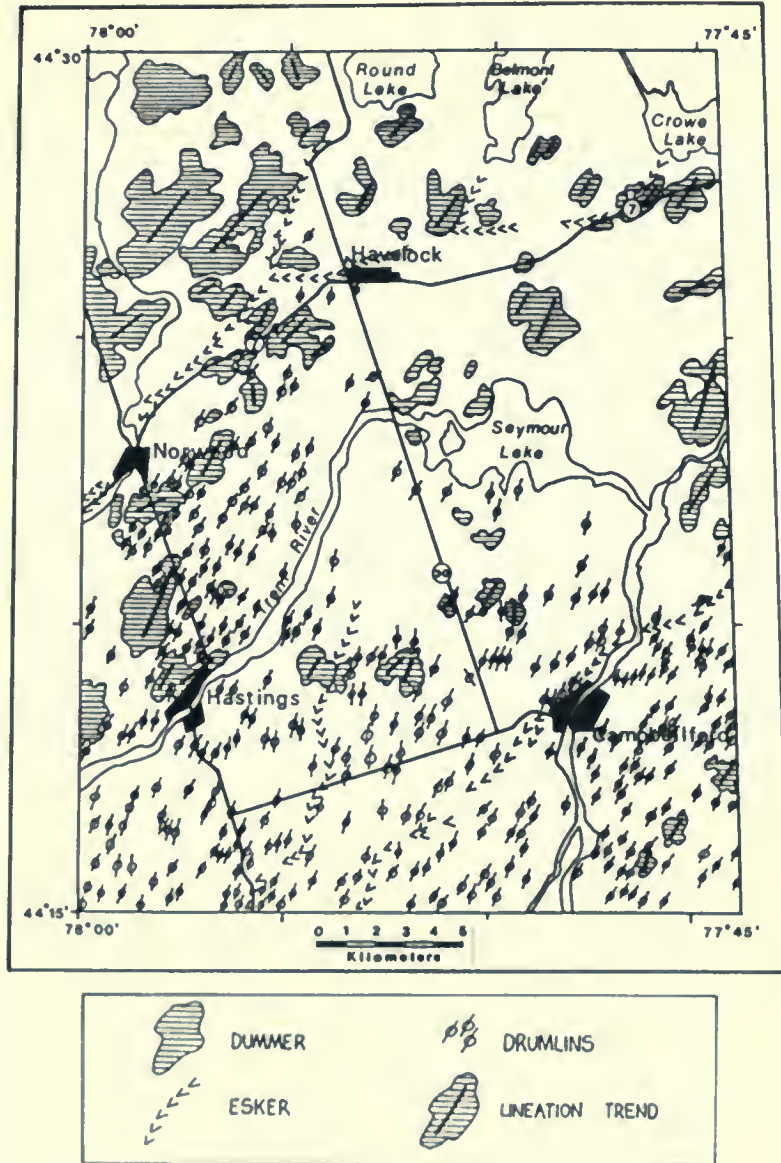 78°00' 77°45'
44°30
Round Lake
Belmont Lake
Crowe Lake
7
Havelock
7
Seymour Lake
Norwood
Trent River
Hastings
Campbellford
44°15
76°00' 77°45'
0 1 2 3 4 5
Kilometers
DUMMER DRUMLINS
ESKER LINEATION TREND